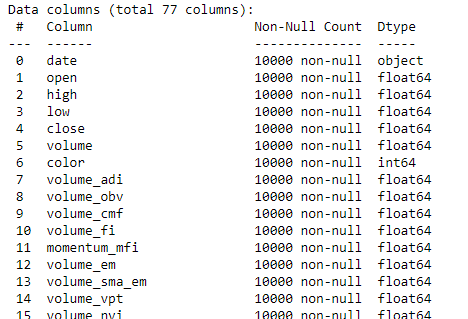 Data columns (total 77 columns):
#   Column   Non-Null Count  Dtype
---  ------   --------------  -----
0   date   10000 non-null  object
1   open   10000 non-null  float64
2   high   10000 non-null  float64
3   low   10000 non-null  float64
4   close   10000 non-null  float64
5   volume   10000 non-null  float64
6   color   10000 non-null  int64
7   volume_adi   10000 non-null  float64
8   volume_obv   10000 non-null  float64
9   volume_cmf   10000 non-null  float64
10  volume_fi   10000 non-null  float64
11  momentum_mfi   10000 non-null  float64
12  volume_em   10000 non-null  float64
13  volume_sma_em   10000 non-null  float64
14  volume_vpt   10000 non-null  float64
15  volume_nvi   10000 non-null  float64